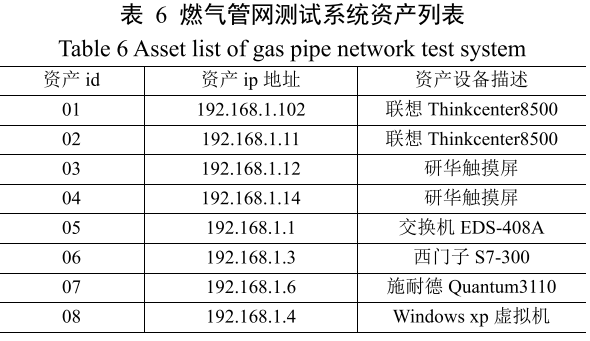 表 6 燃气管网测试系统资产列表
Table 6 Asset list of gas pipe network test system
资产 id 资产 ip 地址 资产设备描述
01 192.168.1.102 联想 Thinkcenter8500
02 192.168.1.11 联想 Thinkcenter8500
03 192.168.1.12 研华触摸屏
04 192.168.1.14 研华触摸屏
05 192.168.1.1 交换机 EDS-408A
06 192.168.1.3 西门子 S7-300
07 192.168.1.6 施耐德 Quantum3110
08 192.168.1.4 Windows xp 虚拟机